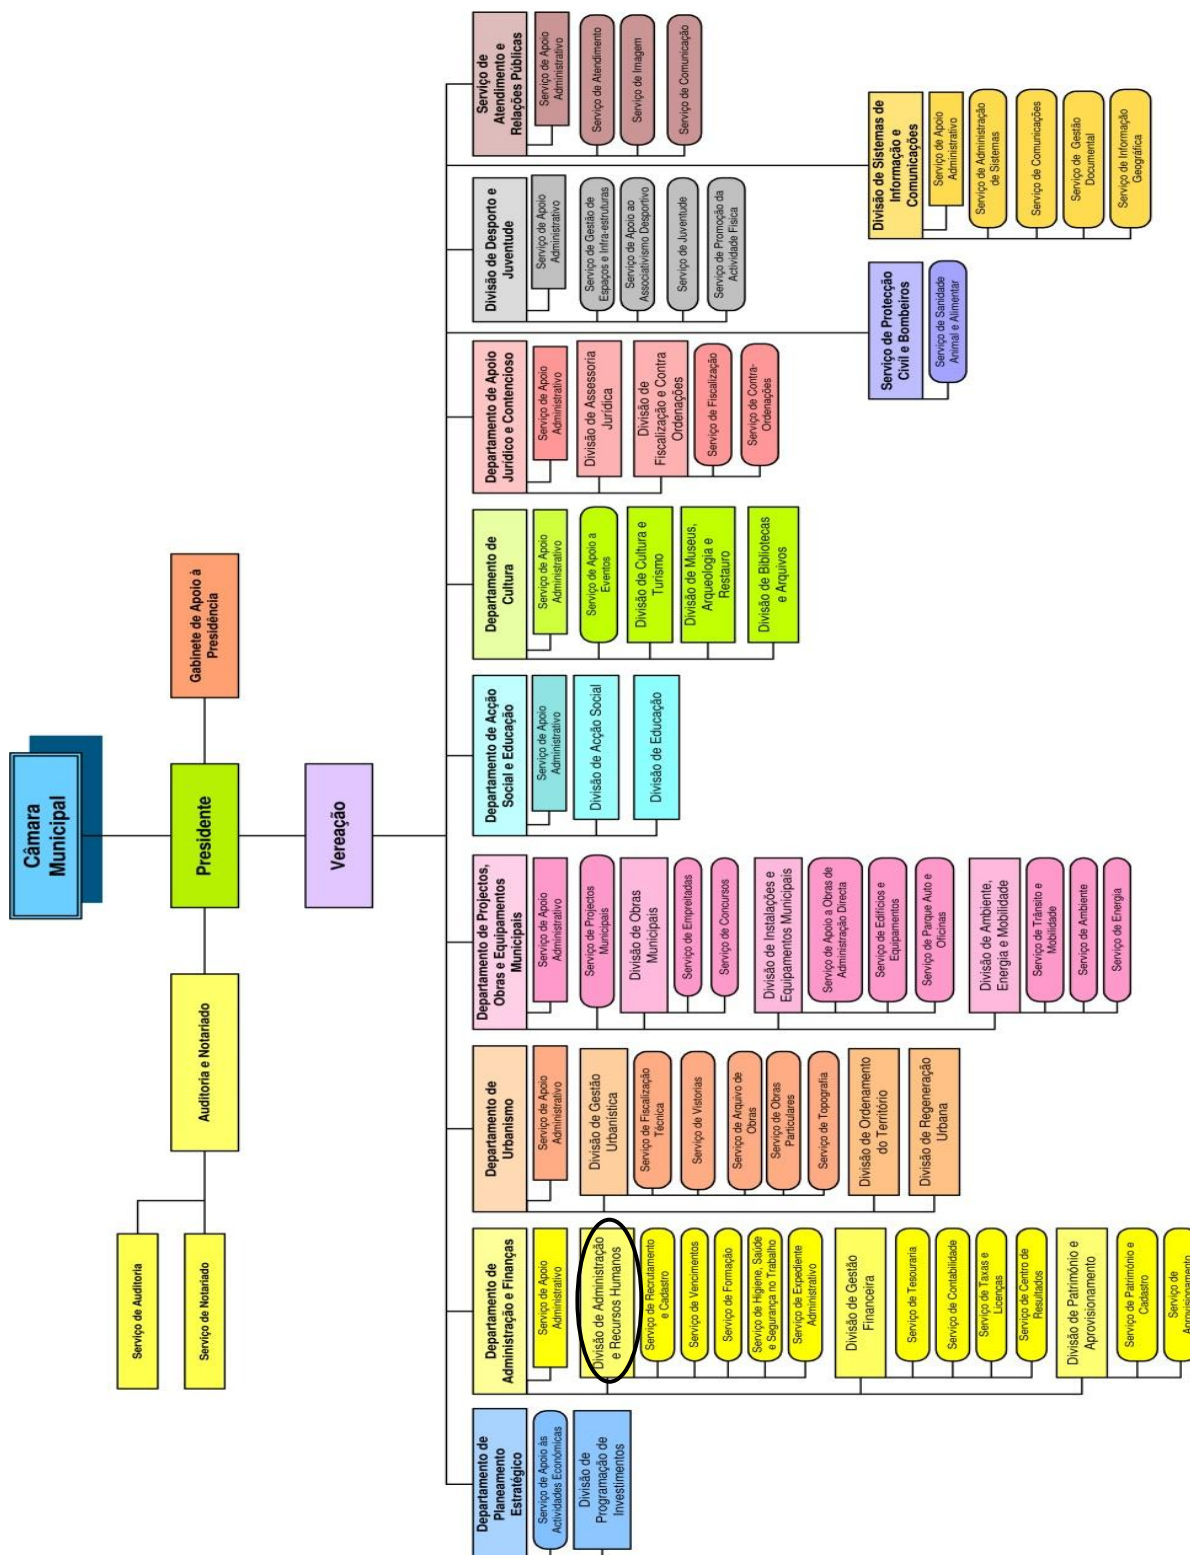 Câmara
Municipal
Presidente
Gabinete de Apoio à
Presidência
Auditoria e Notariado
Serviço de Auditoria
Serviço de Notariado
Vereação
Departamento de
Planeamento
Estratégico
Serviço de Apoio às
Actividades Económicas
Divisão de
Programação de
Investimentos
Departamento de
Administração e Finanças
Serviço de Apoio
Administrativo
Divisão de Administração
e Recursos Humanos
Serviço de Recrutamento
e Cadastro
Serviço de Vencimentos
Serviço de Formação
Serviço de Higiene, Saúde
e Segurança no Trabalho
Serviço de Expediente
Administrativo
Divisão de Gestão
Financeira
Serviço de Tesouraria
Serviço de Contabilidade
Serviço de Taxas e
Licenças
Serviço de Centro de
Resultados
Divisão de Património e
Aprovisionamento
Serviço de Património e
Cadastro
Serviço de
Aprovisionamento
Departamento de
Urbanismo
Serviço de Apoio
Administrativo
Divisão de Gestão
Urbanística
Serviço de Fiscalização
Técnica
Serviço de Vistorias
Serviço de Arquivo de
Obras
Serviço de Obras
Particulares
Serviço de Topografia
Divisão de Ordenamento
do Território
Divisão de Regeneração
Urbana
Departamento de Projectos,
Obras e Equipamentos
Municipais
Serviço de Apoio
Administrativo
Serviço de Projectos
Municipais
Divisão de Obras
Municipais
Serviço de Empreitadas
Serviço de Concursos
Divisão de Instalações e
Equipamentos Municipais
Serviço de Apoio a Obras de
Administração Directa
Serviço de Edifícios e
Equipamentos
Serviço de Parque Auto e
Oficinas
Divisão de Ambiente,
Energia e Mobilidade
Serviço de Trânsito e
Mobilidade
Serviço de Ambiente
Serviço de Energia
Departamento de Acção
Social e Educação
Serviço de Apoio
Administrativo
Divisão de Acção Social
Divisão de Educação
Departamento de
Cultura
Serviço de Apoio
Administrativo
Serviço de Apoio a
Eventos
Divisão de Cultura e
Turismo
Divisão de Museus,
Arqueologia e
Restauro
Divisão de Bibliotecas
e Arquivos
Departamento de Apoio
Jurídico e Contencioso
Serviço de Apoio
Administrativo
Divisão de Assessoria
Jurídica
Divisão de
Fiscalização e Contra
Ordenações
Serviço de Fiscalização
Serviço de Contra-
Ordenações
Divisão de Desporto e
Juventude
Serviço de Apoio
Administrativo
Serviço de Gestão de
Espaços e Infra-estruturas
Serviço de Apoio ao
Associativismo Desportivo
Serviço de Juventude
Serviço de Promoção da
Actividade Fisica
Serviço de
Atendimento e
Relações Públicas
Serviço de Apoio
Administrativo
Serviço de Atendimento
Serviço de Imagem
Serviço de Comunicação
Serviço de Protecção
Civil e Bombeiros
Serviço de Sanidade
Animal e Alimentar
Divisão de Sistemas de
Informação e
Comunicações
Serviço de Apoio
Administrativo
Serviço de Administração
de Sistemas
Serviço de Comunicações
Serviço de Gestão
Documental
Serviço de Informação
Geográfica